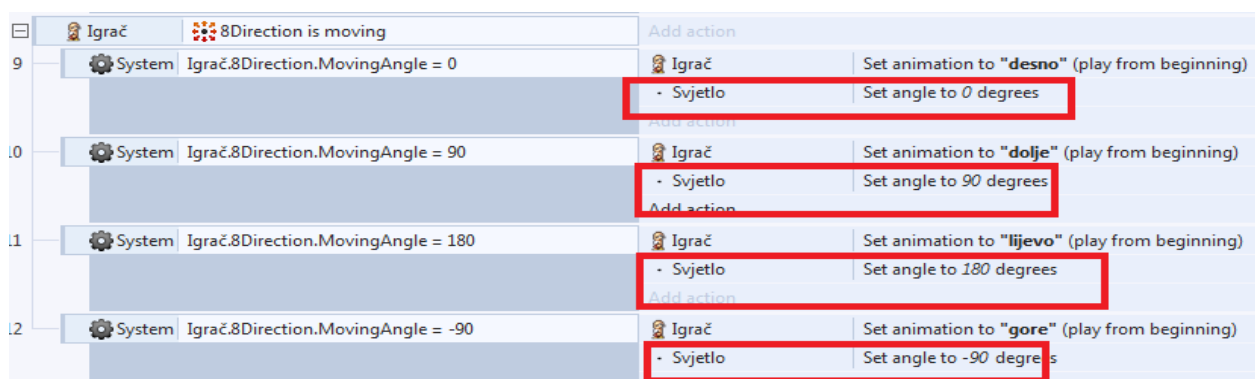 Igrač 8Direction is moving Add action
9 System Igrač.8Direction.MovingAngle = 0 Igrač Set animation to "desno" (play from beginning)
Svjetlo Set angle to 0 degrees
Add action
10 System Igrač.8Direction.MovingAngle = 90 Igrač Set animation to "dolje" (play from beginning)
Svjetlo Set angle to 90 degrees
Add action
11 System Igrač.8Direction.MovingAngle = 180 Igrač Set animation to "lijevo" (play from beginning)
Svjetlo Set angle to 180 degrees
Add action
12 System Igrač.8Direction.MovingAngle = -90 Igrač Set animation to "gore" (play from beginning)
Svjetlo Set angle to -90 degrees